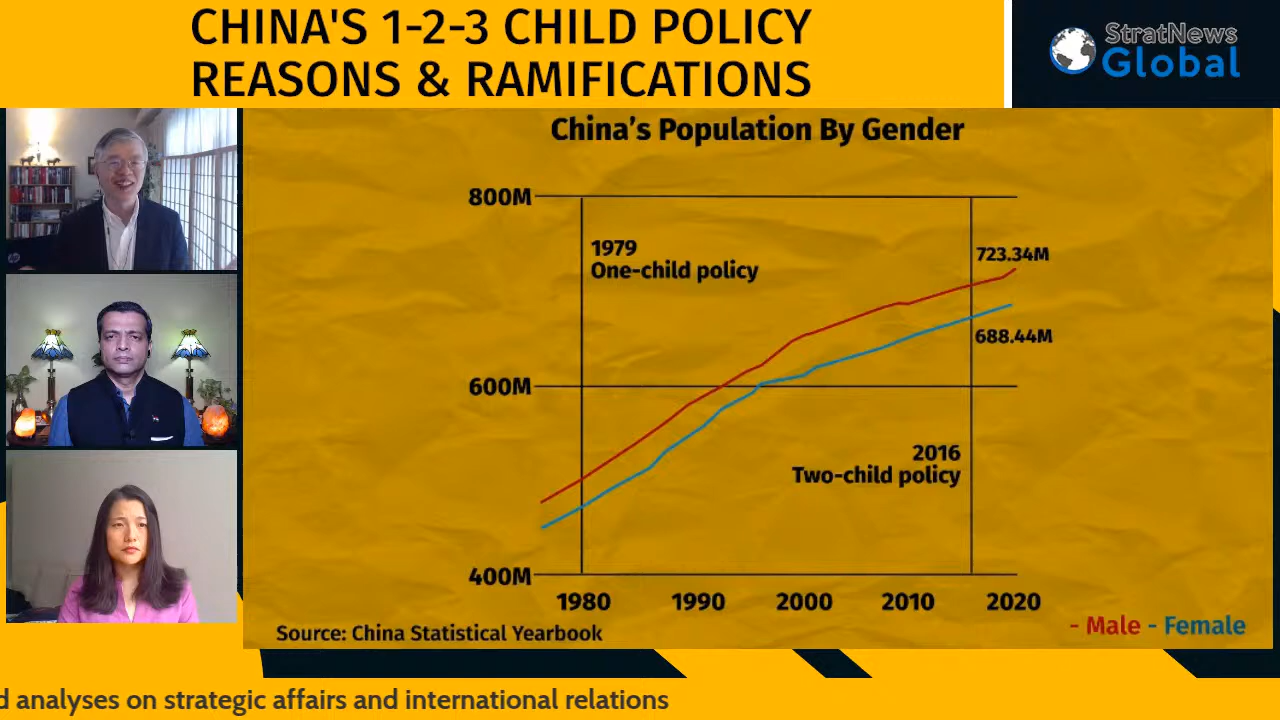 CHINA'S 1-2-3 CHILD POLICY
REASONS & RAMIFICATIONS
StratNews
Global
China's Population By Gender
800M
1979
One-child policy
723.34M
688.44M
600M
2016
Two-child policy
400M
1980 1990 2000 2010 2020
- Male - Female
Source: China Statistical Yearbook
d analyses on strategic affairs and international relations
hp